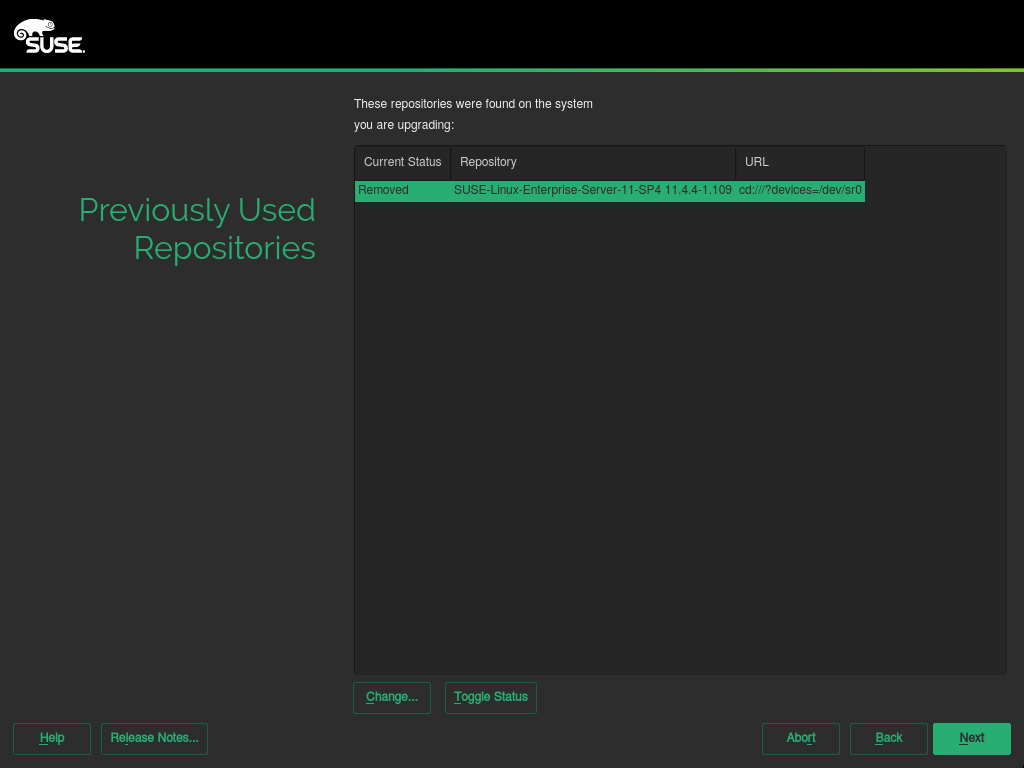 SUSE.
These repositories were found on the system
you are upgrading:
Previously Used
Repositories
Current Status Repository URL
Removed SUSE-Linux-Enterprise-Server-11-SP4 11.4.4-1.109 cd:///?devices=/dev/sr0
Change... Toggle Status
Help Release Notes... Abort Back Next